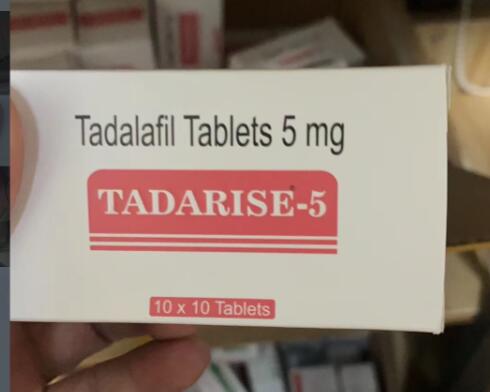 Tadalafil Tablets 5 mg
TADARISE-5
10 x 10 Tablets